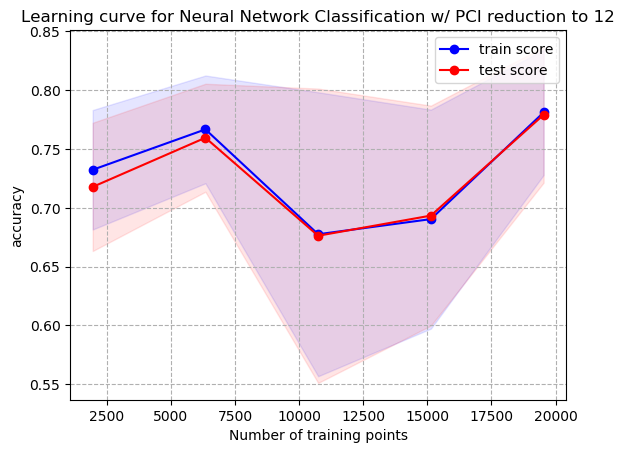 Learning curve for Neural Network Classification w/ PCI reduction to 12
0.85
0.80
0.75
0.70
0.65
0.60
0.55
accuracy
train score
test score
2500 5000 7500 10000 12500 15000 17500 20000
Number of training points